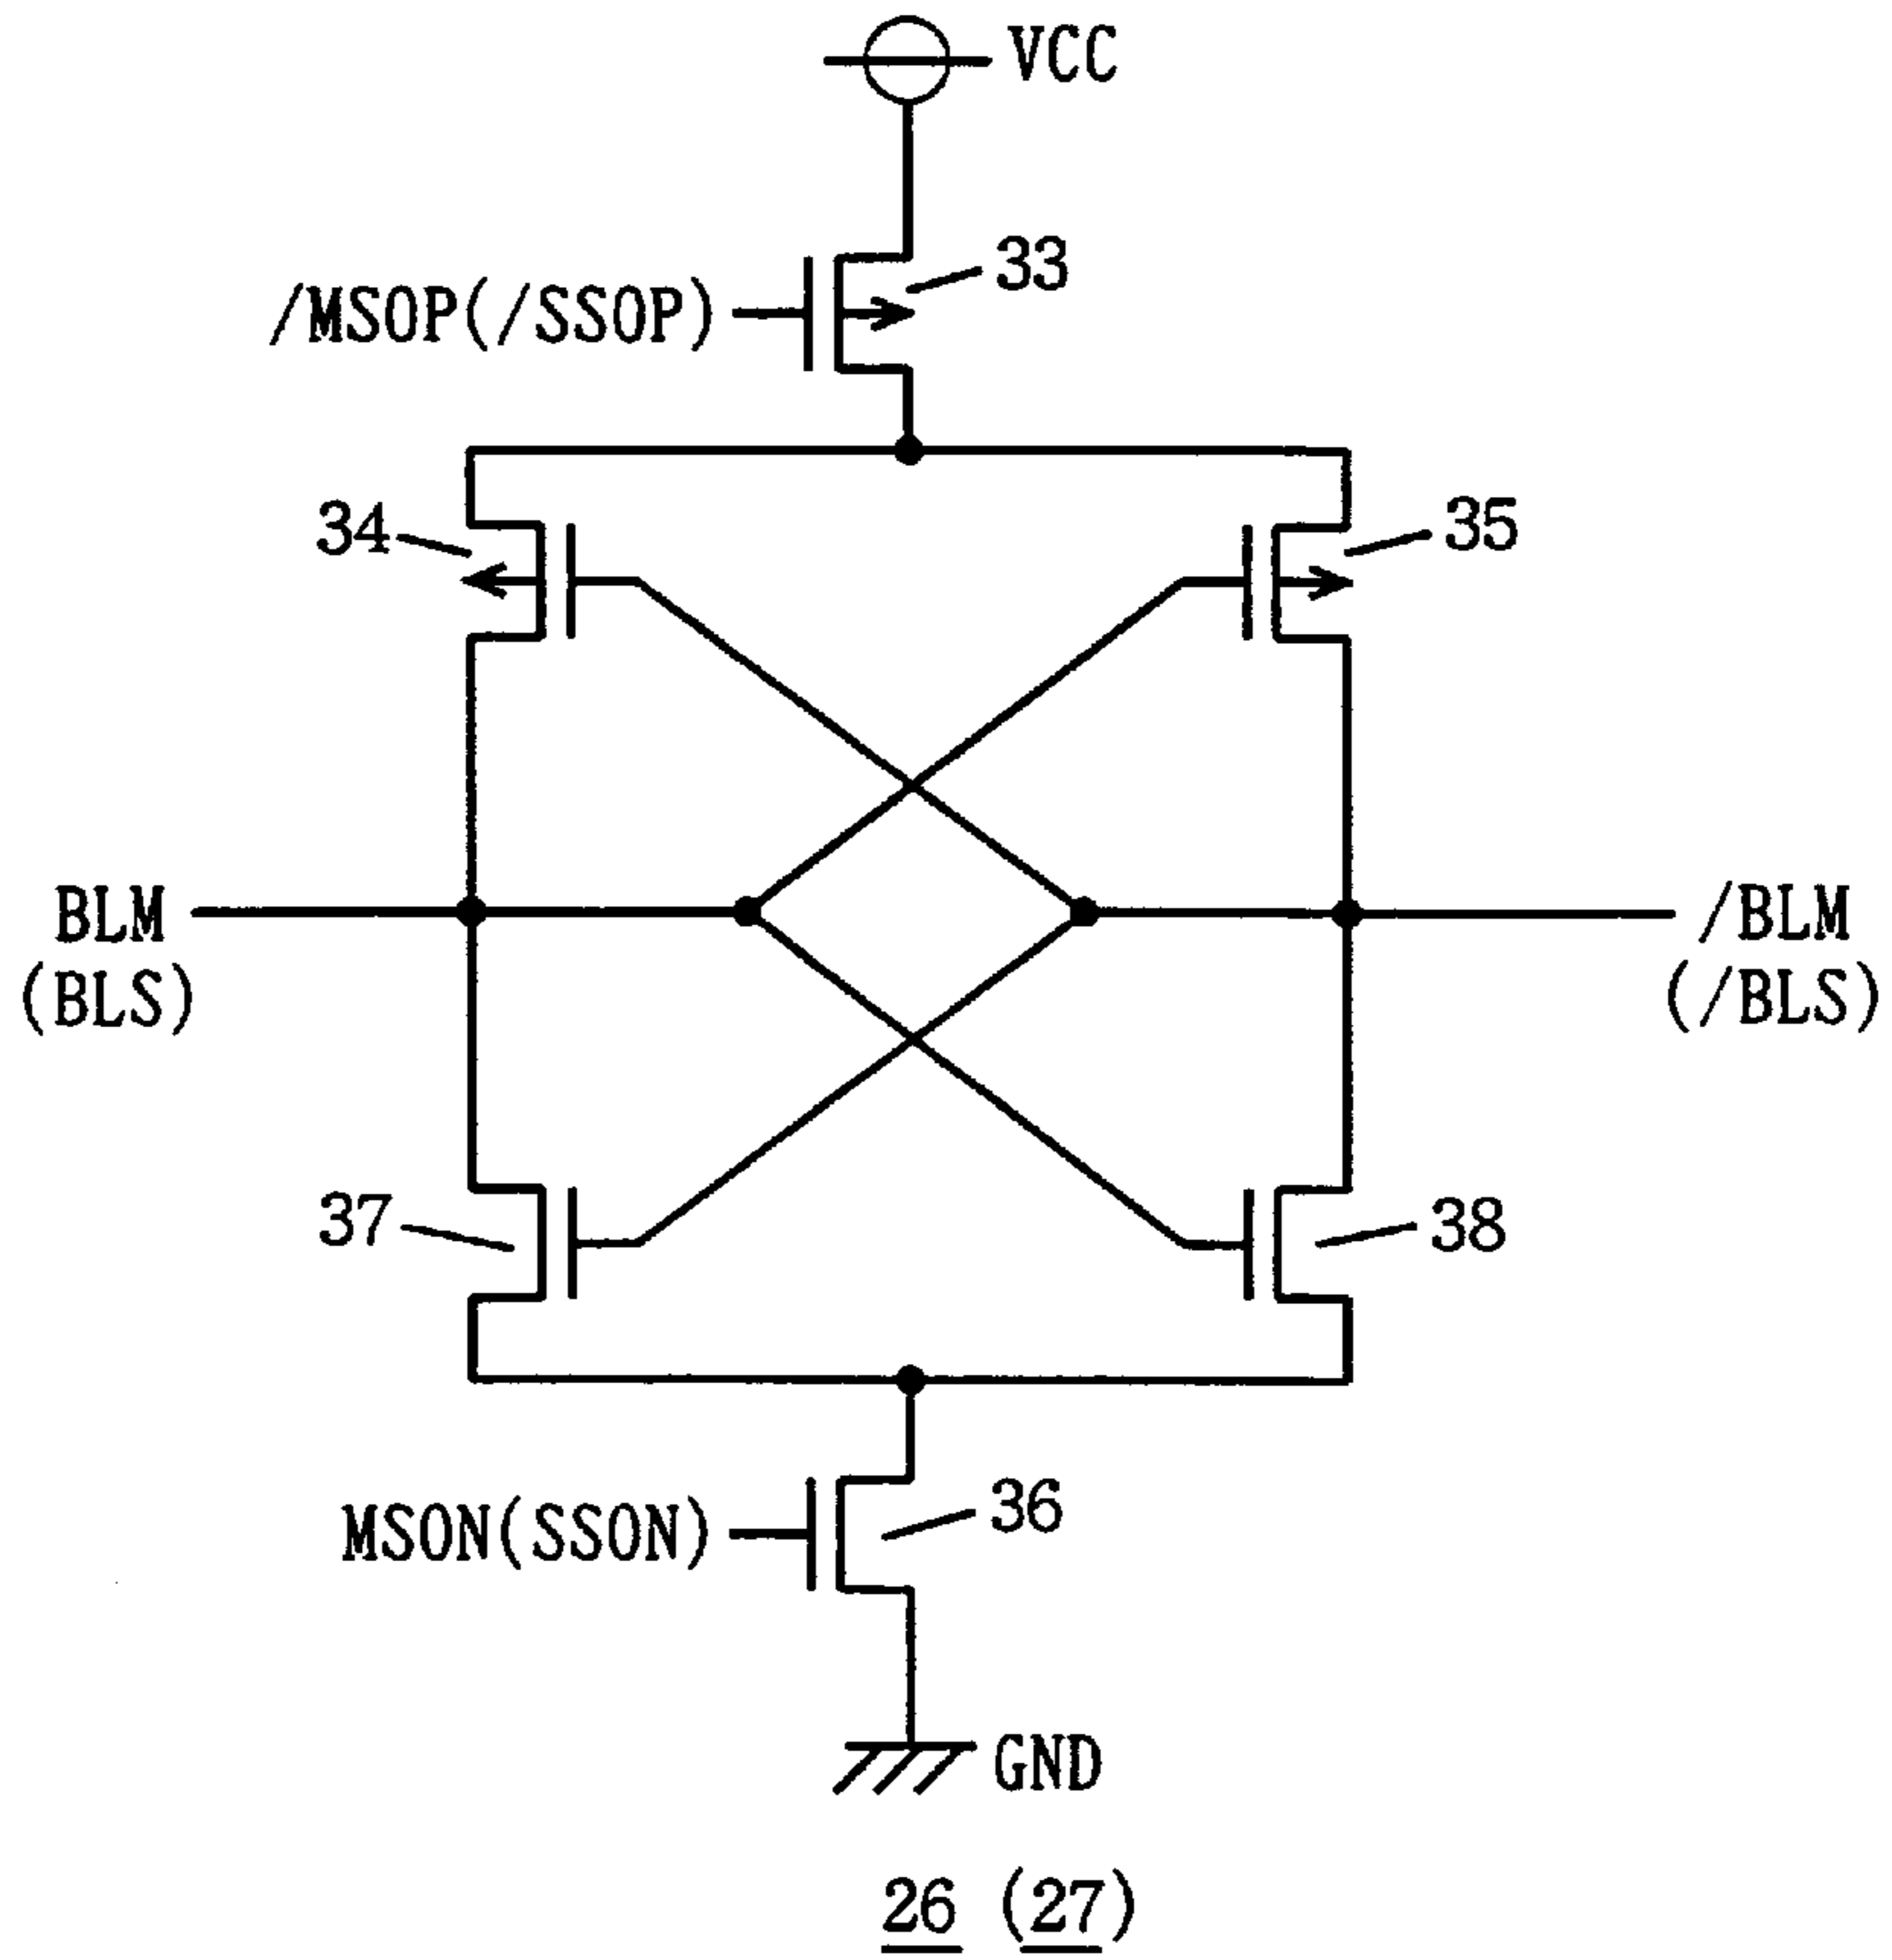 VCC
33
/MSOP(/SSOP)
34
35
BLM
(BLS)
/BLM
(/BLS)
37
38
MSON(SSON)
36
GND
26 (27)